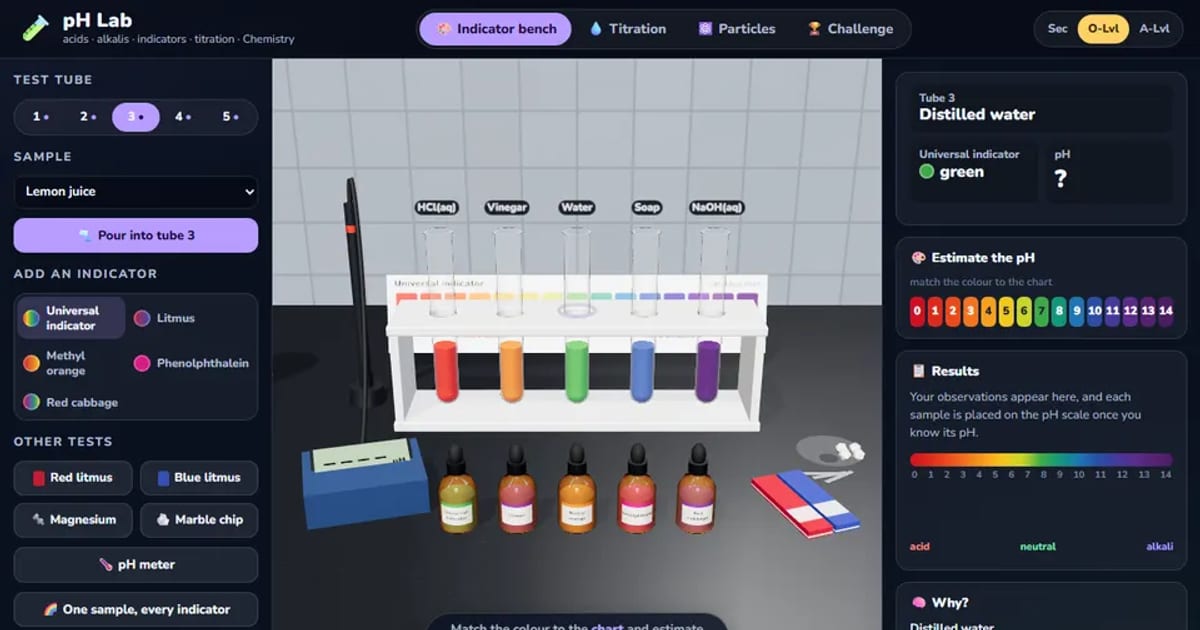 pH Lab
acids · alkalis · indicators · titration · Chemistry
Indicator bench
Titration
Particles
Challenge
Sec
O-Lvl
A-Lvl
TEST TUBE
1
2
3
4
5
SAMPLE
Lemon juice
Pour into tube 3
ADD AN INDICATOR
Universal
indicator
Litmus
Methyl
orange
Phenolphthalein
Red cabbage
OTHER TESTS
Red litmus
Blue litmus
Magnesium
Marble chip
pH meter
One sample, every indicator
HCl(aq)
Vinegar
Water
Soap
NaOH(aq)
Universal indicator
Match the colour to the chart and estimate
Tube 3
Distilled water
Universal indicator
green
pH
?
Estimate the pH
match the colour to the chart
0 1 2 3 4 5 6 7 8 9 10 11 12 13 14
Results
Your observations appear here, and each
sample is placed on the pH scale once you
know its pH.
0 1 2 3 4 5 6 7 8 9 10 11 12 13 14
acid
neutral
alkali
Why?
Distilled water